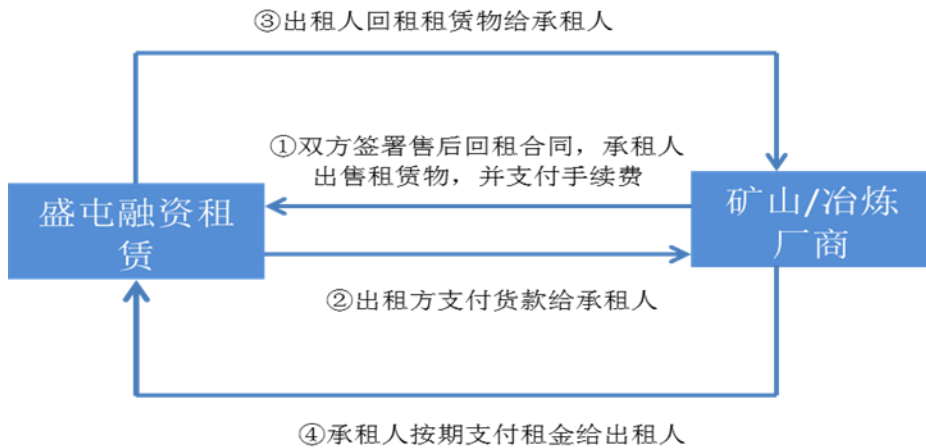 ③出租人回租租赁物给承租人
①双方签署售后回租合同，承租人
出售租赁物，并支付手续费
盛屯融资租
赁
矿山/冶炼
厂商
②出租方支付货款给承租人
④承租人按期支付租金给出租人